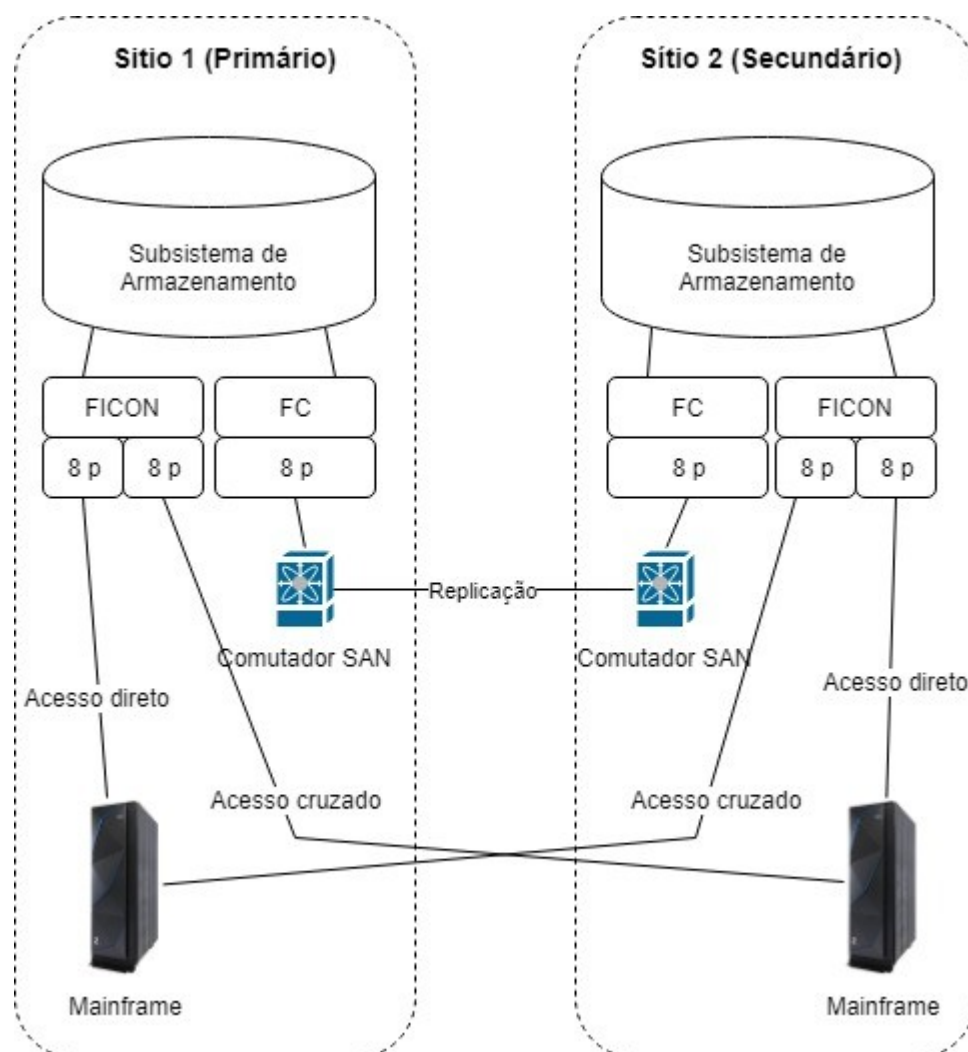 Sitio 1 (Primário)
Sítio 2 (Secundário)
Subsistema de
Armazenamento
Subsistema de
Armazenamento
FICON
FC
FC
FICON
8 p
8 p
8 p
8 p
8 p
8 p
Replicação
Comutador SAN
Comutador SAN
Acesso direto
Acesso direto
Acesso cruzado
Acesso cruzado
Mainframe
Mainframe